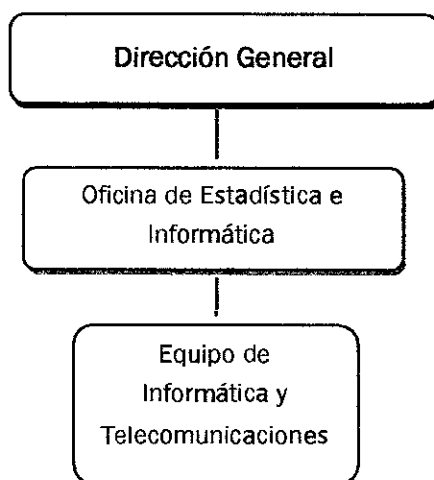 Dirección General
Oficina de Estadística e
Informática
Equipo de
Informática y
Telecomunicaciones